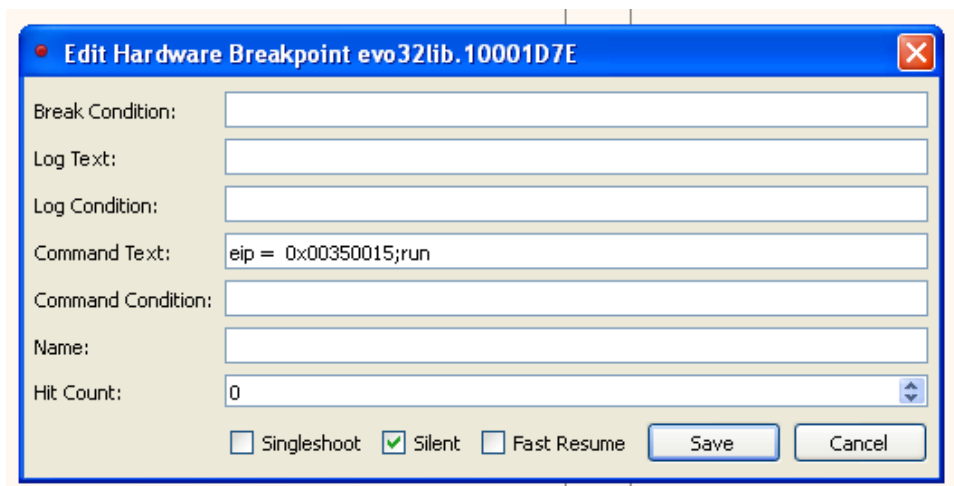 Edit Hardware Breakpoint evo32lib.10001D7E
Break Condition:
Log Text:
Log Condition:
Command Text: eip =  0x00350015;run
Command Condition:
Name:
Hit Count: 0
Singleshoot Silent Fast Resume Save Cancel